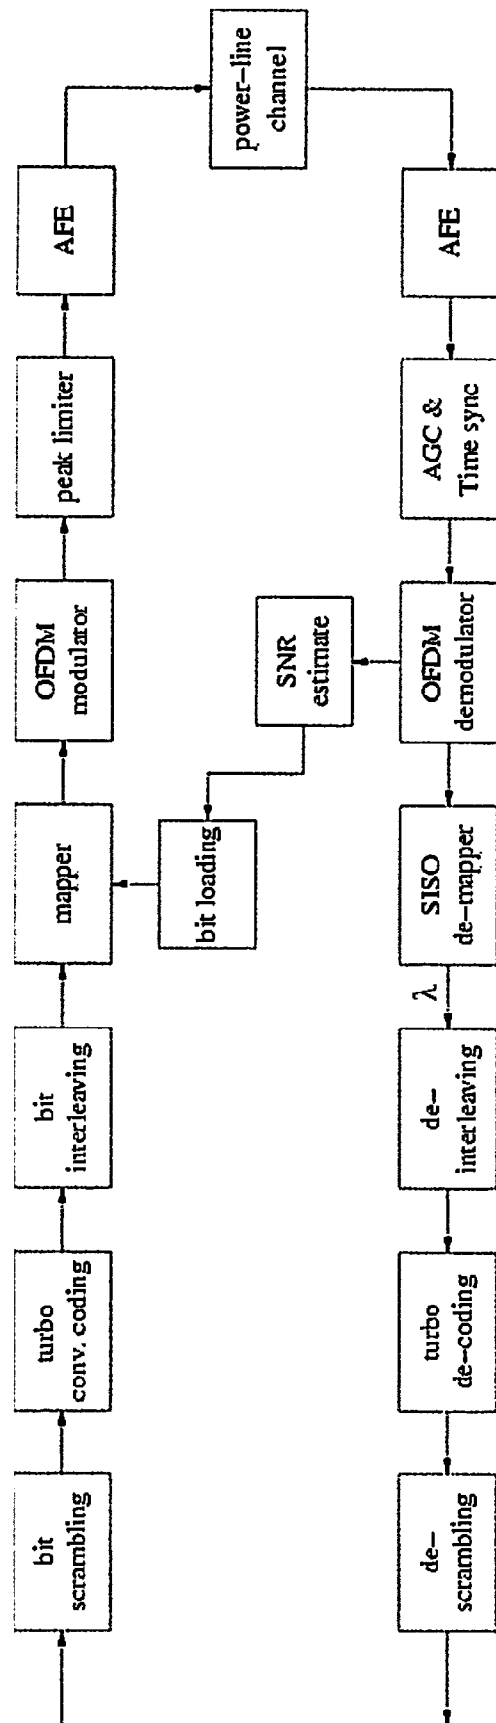 bit
scrambling
turbo
conv. coding
bit
interleaving
mapper
OFDM
modulator
peak limiter
AFE
power-line
channel
bit loading
SNR
estimate
de-
scrambling
turbo
de-coding
de-
interleaving
λ
SISO
de-mapper
OFDM
demodulator
AGC &
Time sync
AFE